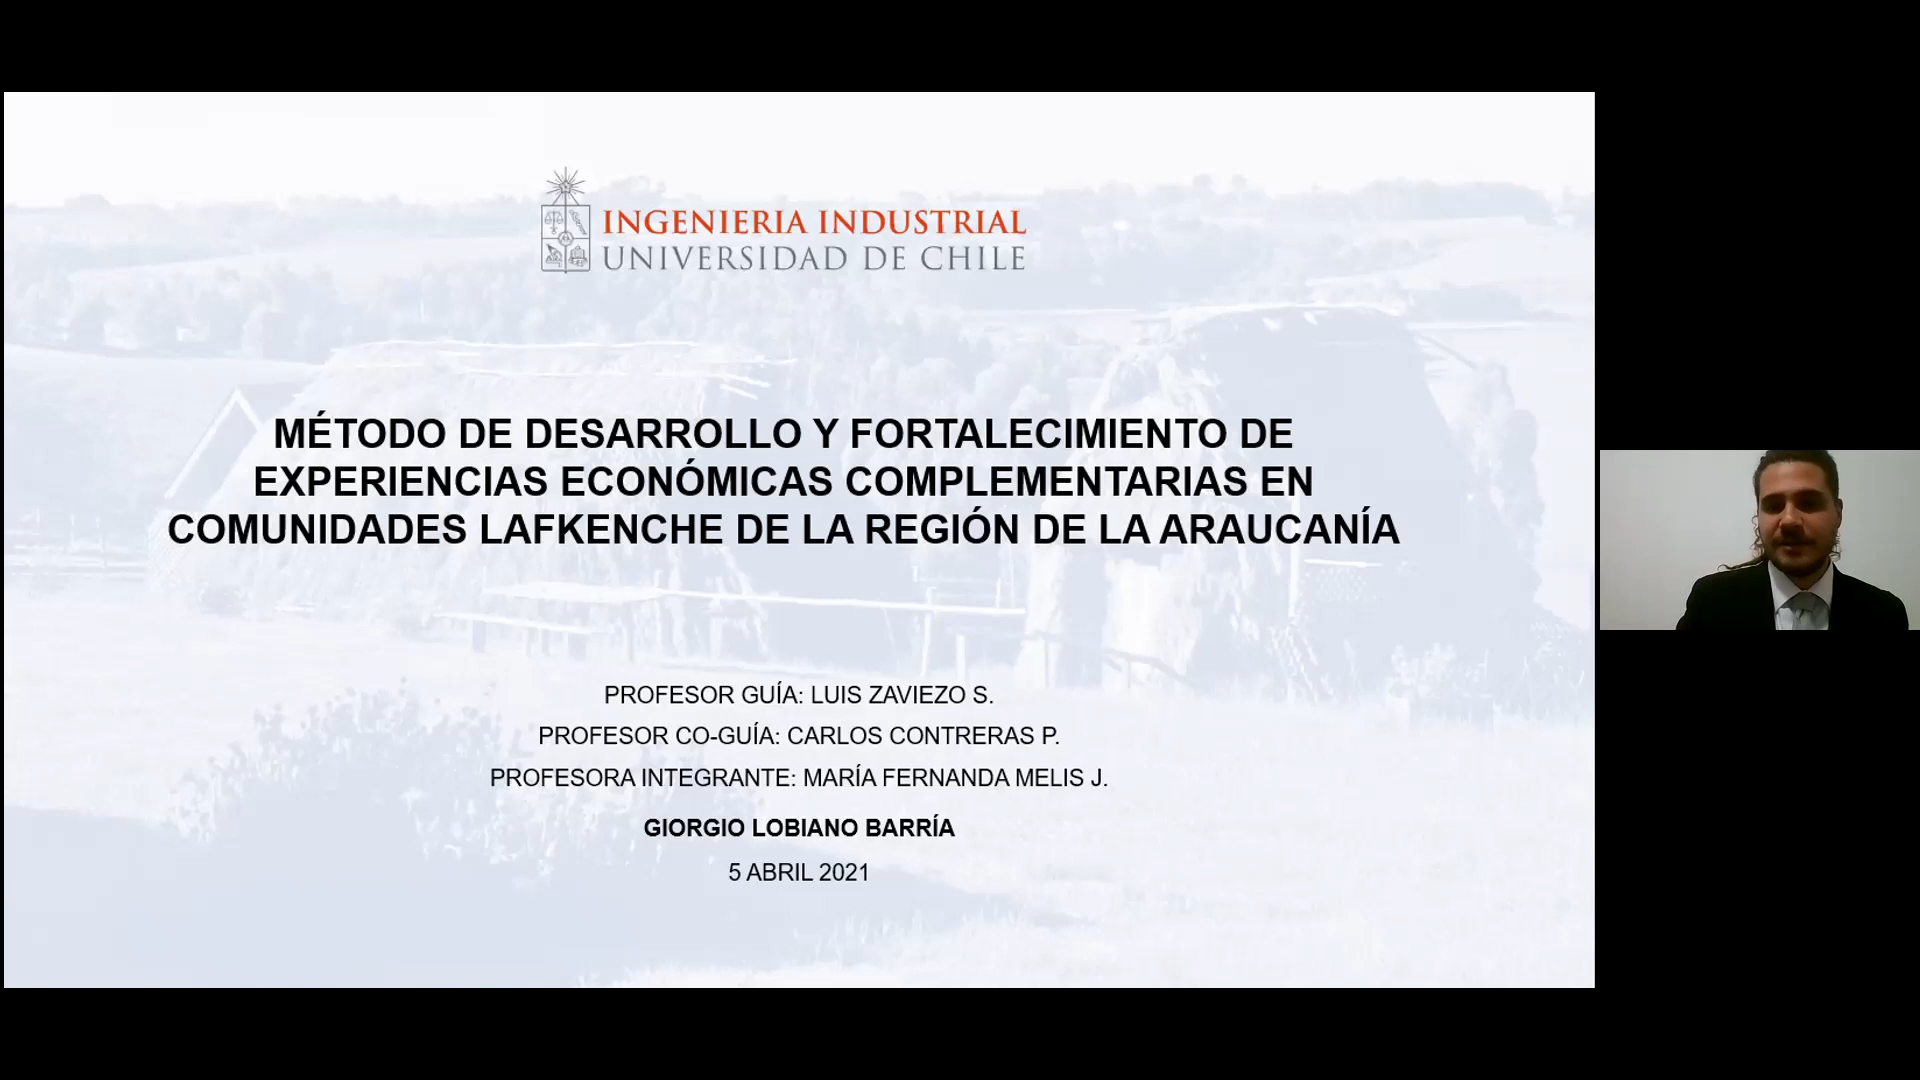 INGENIERIA INDUSTRIAL
UNIVERSIDAD DE CHILE
MÉTODO DE DESARROLLO Y FORTALECIMIENTO DE
EXPERIENCIAS ECONÓMICAS COMPLEMENTARIAS EN
COMUNIDADES LAFKENCHE DE LA REGIÓN DE LA ARAUCANÍA
PROFESOR GUÍA: LUIS ZAVIEZO S.
PROFESOR CO-GUÍA: CARLOS CONTRERAS P.
PROFESORA INTEGRANTE: MARÍA FERNANDA MELIS J.
GIORGIO LOBIANO BARRÍA
5 ABRIL 2021